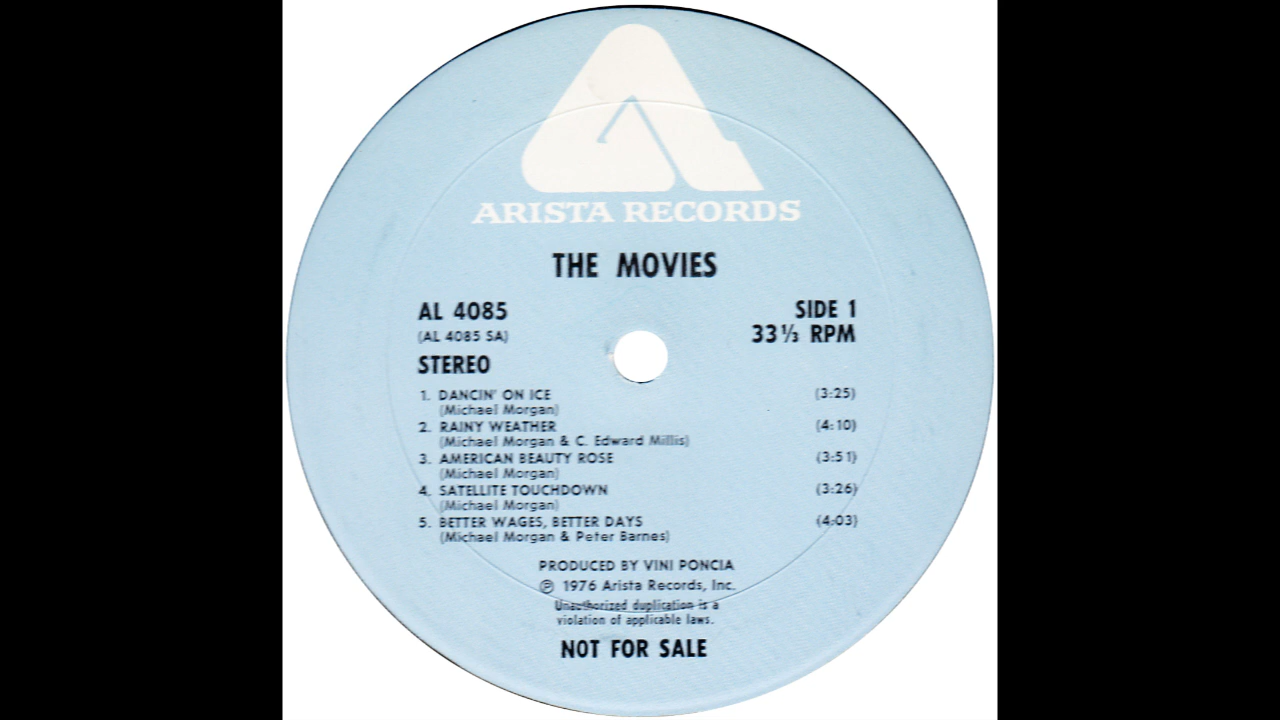 ARISTA RECORDS
THE MOVIES
AL 4085
SIDE 1
(AL 4085 SA)
33⅓ RPM
STEREO
1. DANCIN' ON ICE (3:25)
(Michael Morgan)
2. RAINY WEATHER (4:10)
(Michael Morgan & C. Edward Millis)
3. AMERICAN BEAUTY ROSE (3:51)
(Michael Morgan)
4. SATELLITE TOUCHDOWN (3:26)
(Michael Morgan)
5. BETTER WAGES, BETTER DAYS (4:03)
(Michael Morgan & Peter Barnes)
PRODUCED BY VINI PONCIA
℗ 1976 Arista Records, Inc.
Unauthorized duplication is a
violation of applicable laws.
NOT FOR SALE